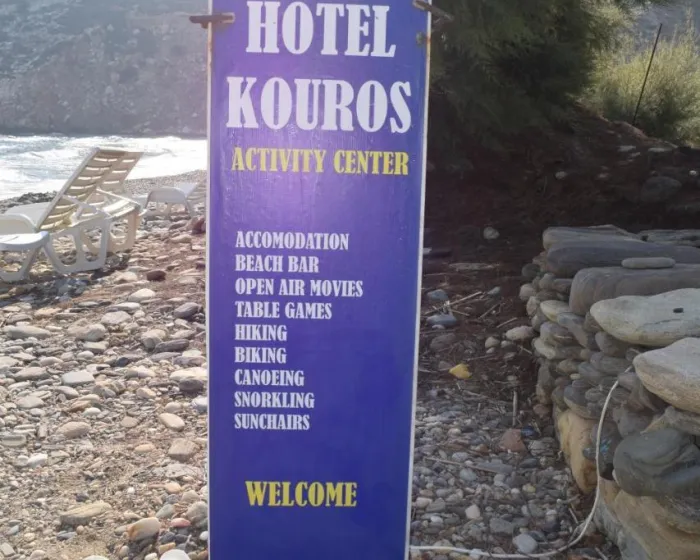 HOTEL
KOUROS
ACTIVITY CENTER
ACCOMODATION
BEACH BAR
OPEN AIR MOVIES
TABLE GAMES
HIKING
BIKING
CANOEING
SNORKLING
SUNCHAIRS
WELCOME